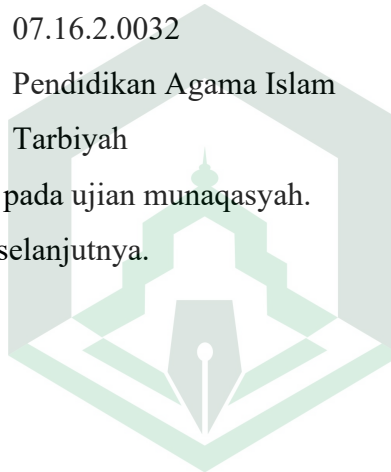 07.16.2.0032
Pendidikan Agama Islam
Tarbiyah
pada ujian munaqasyah.
selanjutnya.